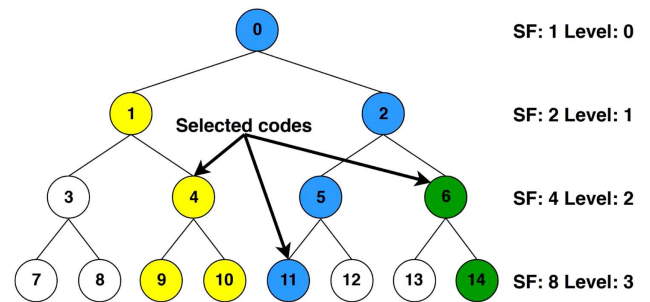 0 SF: 1 Level: 0
1 2 SF: 2 Level: 1
Selected codes
3 4 5 6 SF: 4 Level: 2
7 8 9 10 11 12 13 14 SF: 8 Level: 3